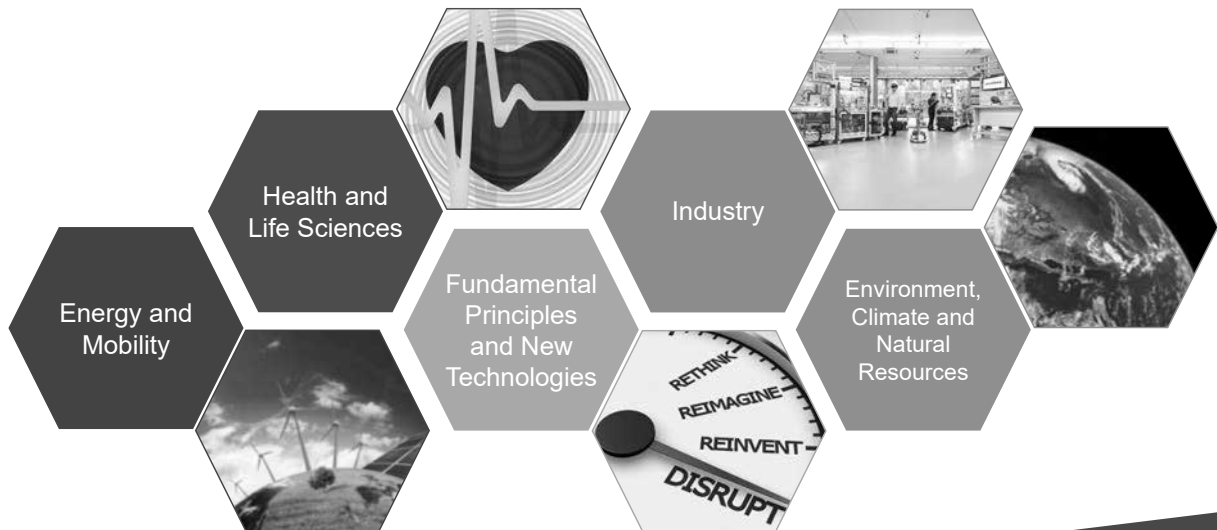 Health and
Life Sciences
Industry
Energy and
Mobility
Fundamental
Principles
and New
Technologies
Environment,
Climate and
Natural
Resources
RETHINK
REIMAGINE
REINVENT
DISRUPT